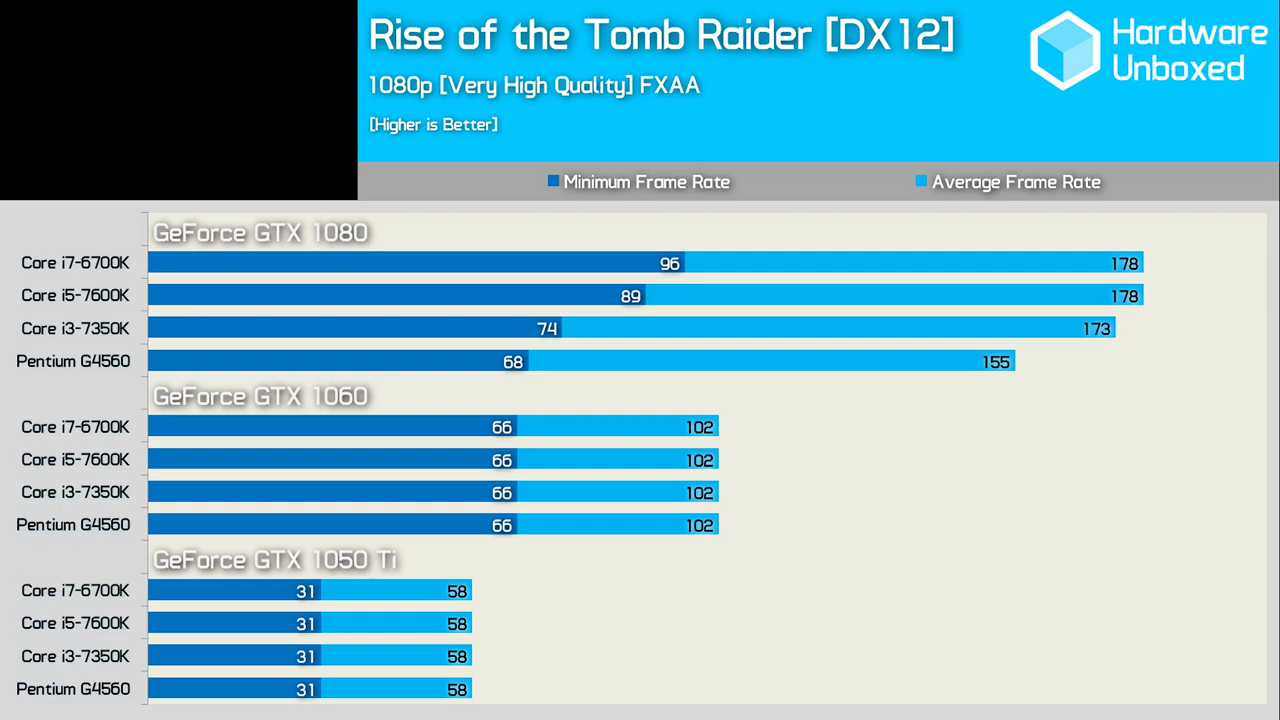 Rise of the Tomb Raider [DX12]
Hardware
Unboxed
1080p [Very High Quality] FXAA
[Higher is Better]
Minimum Frame Rate Average Frame Rate
GeForce GTX 1080
Core i7-6700K 96 178
Core i5-7600K 89 178
Core i3-7350K 74 173
Pentium G4560 68 155
GeForce GTX 1060
Core i7-6700K 66 102
Core i5-7600K 66 102
Core i3-7350K 66 102
Pentium G4560 66 102
GeForce GTX 1050 Ti
Core i7-6700K 31 58
Core i5-7600K 31 58
Core i3-7350K 31 58
Pentium G4560 31 58